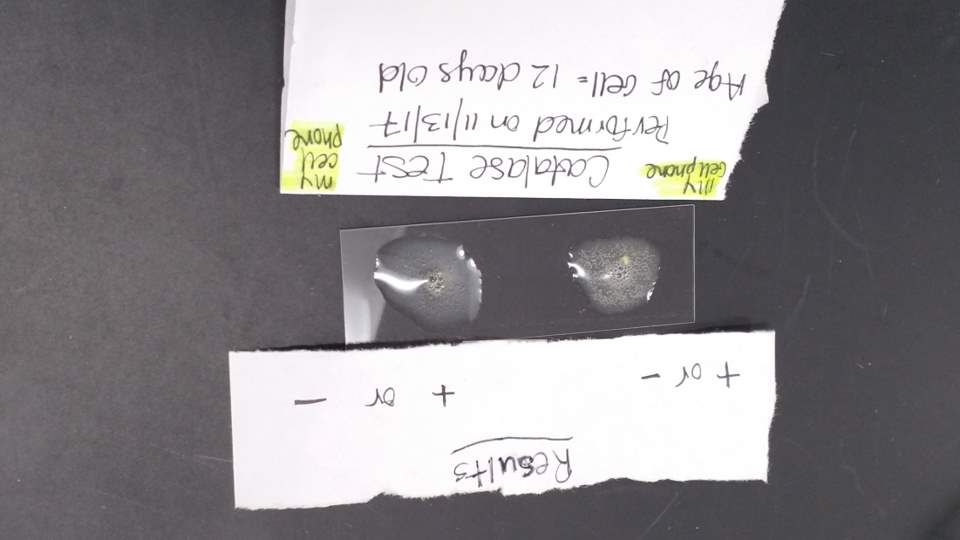 Results
+ or - + or -
my
Cell phone
Catalase Test
my
cell
phone
Performed on 11/13/17
Age of Cell = 12 days Old